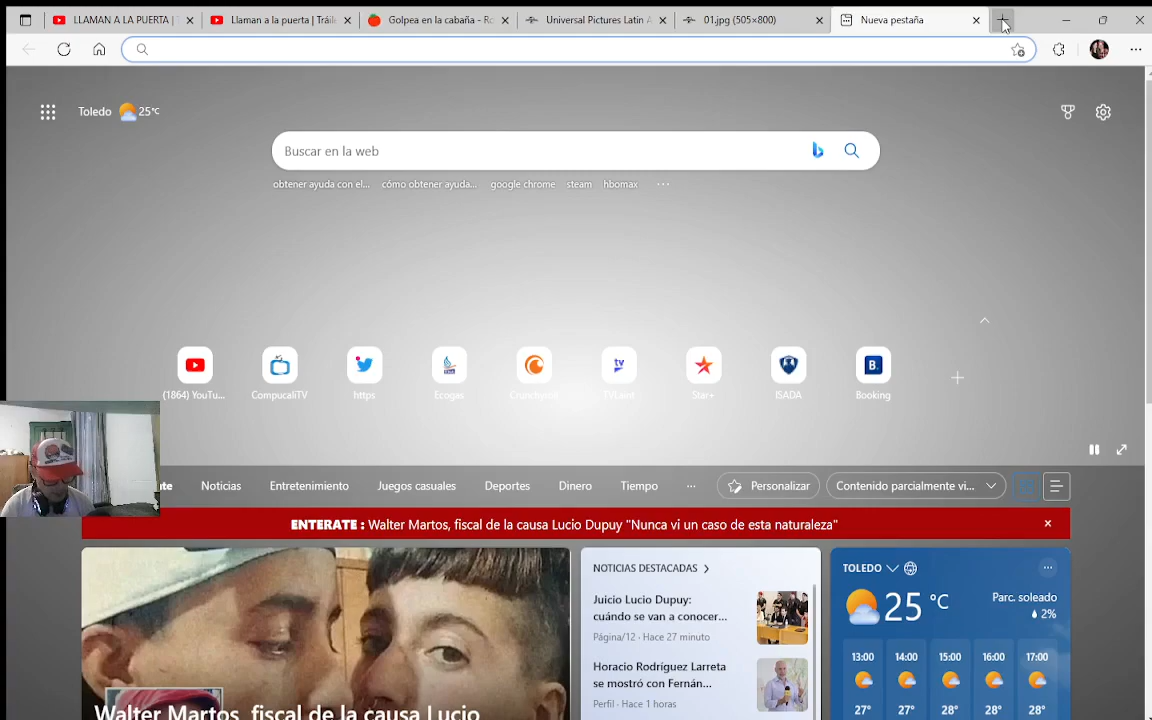 LLAMAN A LA PUERTA | T
Llaman a la puerta | Tráil
Golpea en la cabaña - Ro
Universal Pictures Latin A
01.jpg (505×800)
Nueva pestaña
Toledo 25°C
Buscar en la web
obtener ayuda con el... cómo obtener ayuda... google chrome steam hbomax ...
(1864) YouTu... CompucaliTV https Ecogas Crunchyroll TVLand Star+ ISADA Booking
Noticias Entretenimiento Juegos casuales Deportes Dinero Tiempo ... Personalizar Contenido parcialmente vi...
ENTERATE : Walter Martos, fiscal de la causa Lucio Dupuy "Nunca vi un caso de esta naturaleza"
Walter Martos, fiscal de la causa Lucio
NOTICIAS DESTACADAS
Juicio Lucio Dupuy:
cuándo se van a conocer...
Página/12 · Hace 27 minuto
Horacio Rodríguez Larreta
se mostró con Fernán...
Perfil · Hace 1 horas
TOLEDO
25 °C
Parc. soleado
2%
13:00 14:00 15:00 16:00 17:00
27° 27° 28° 28° 28°